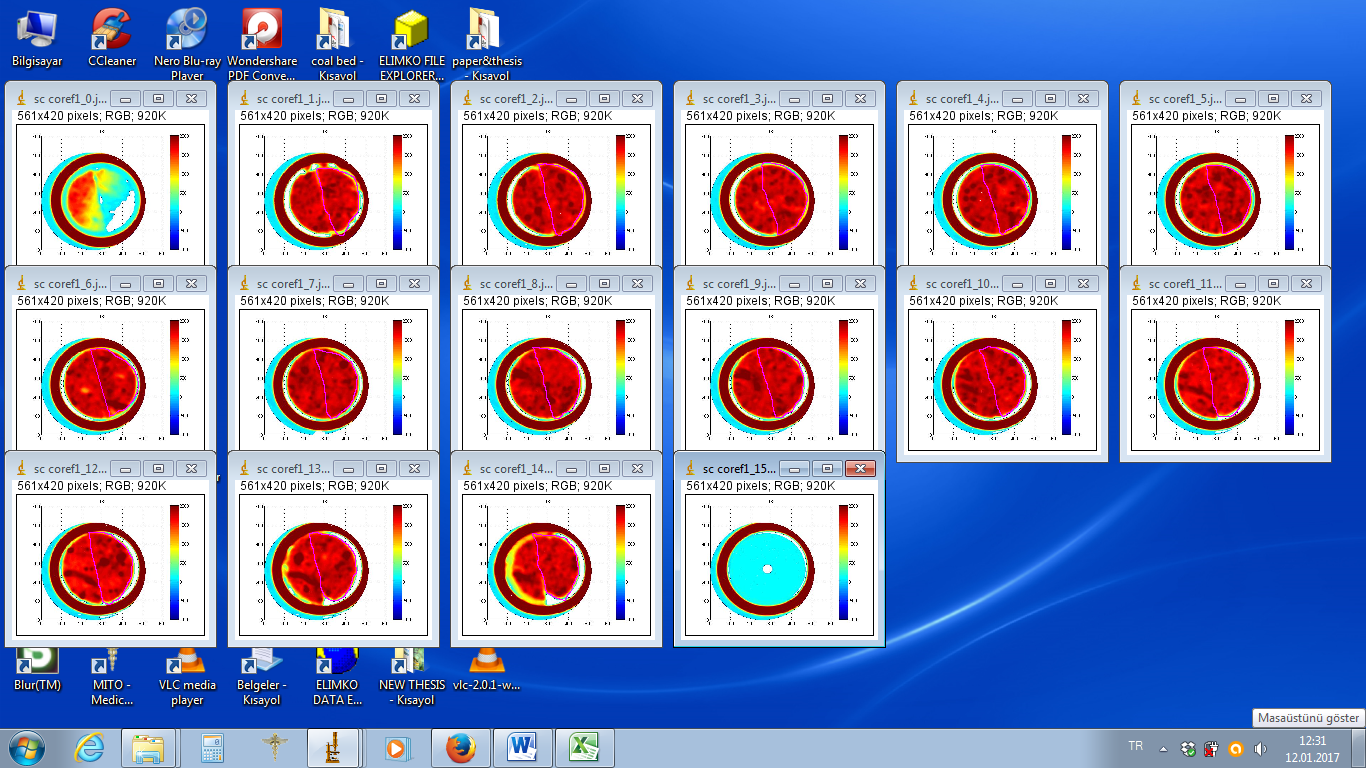 Bilgisayar
CCleaner
Nero Blu-ray
Player
Wondershare
PDF Conve...
coal bed -
Kısayol
ELIMKO FILE
EXPLORER...
paper&thesis
- Kısayol
sc coref1_0.j...
561x420 pixels; RGB; 920K
sc coref1_1.j...
561x420 pixels; RGB; 920K
sc coref1_2.j...
561x420 pixels; RGB; 920K
sc coref1_3.j...
561x420 pixels; RGB; 920K
sc coref1_4.j...
561x420 pixels; RGB; 920K
sc coref1_5.j...
561x420 pixels; RGB; 920K
sc coref1_6.j...
561x420 pixels; RGB; 920K
sc coref1_7.j...
561x420 pixels; RGB; 920K
sc coref1_8.j...
561x420 pixels; RGB; 920K
sc coref1_9.j...
561x420 pixels; RGB; 920K
sc coref1_10...
561x420 pixels; RGB; 920K
sc coref1_11...
561x420 pixels; RGB; 920K
sc coref1_12...
561x420 pixels; RGB; 920K
sc coref1_13...
561x420 pixels; RGB; 920K
sc coref1_14...
561x420 pixels; RGB; 920K
sc coref1_15...
561x420 pixels; RGB; 920K
Blur(TM)
MITO -
Medic...
VLC media
player
Belgeler -
Kısayol
ELIMKO
DATA E...
NEW THESIS
- Kısayol
vlc-2.0.1-w...
Masaüstünü göster
TR
12:31
12.01.2017